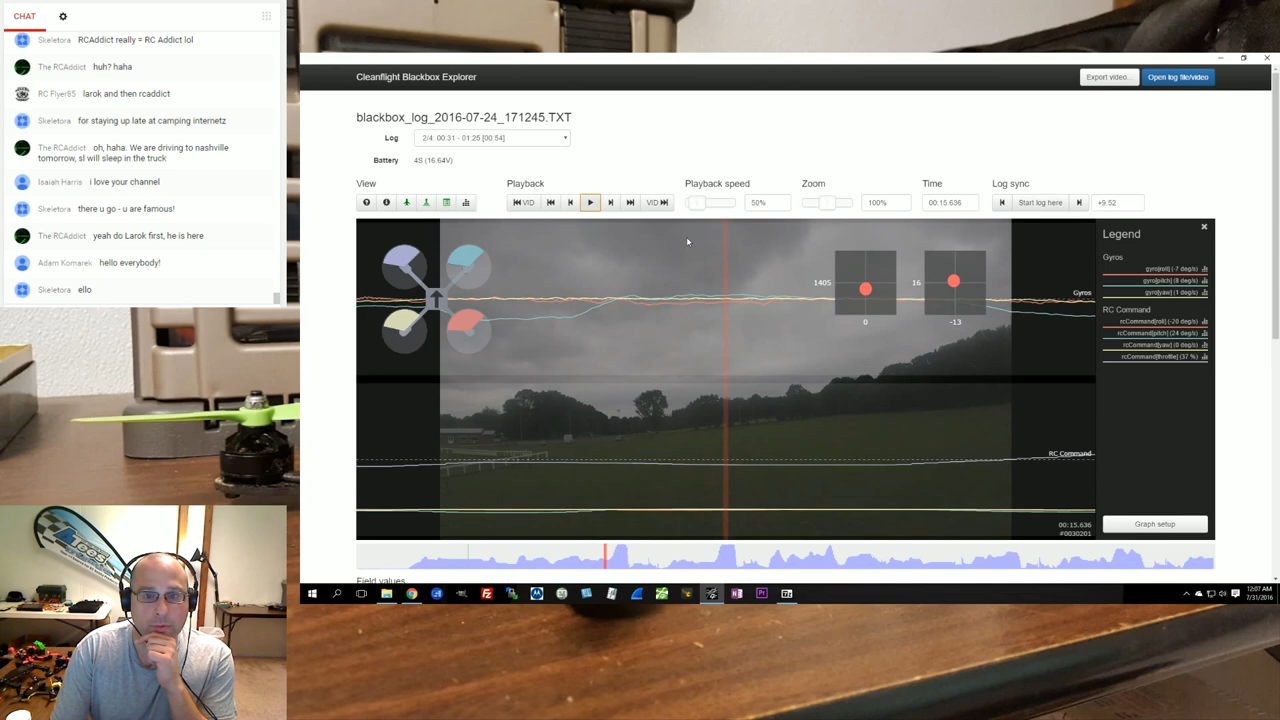 CHAT
Skeletora RCAddict really = RC Addict lol
The RCAddict huh? haha
RC Flyer65 larok and then rcaddict
Skeletora for staying up late at camping internetz
The RCAddict oh, haha. We are driving to nashville
tomorrow, sl will sleep in the truck
Isaiah Harris i love your channel
Skeletora there u go - u are famous!
The RCAddict yeah do Larok first, he is here
Adam Komarek hello everybody!
Skeletora ello
Cleanflight Blackbox Explorer
Export video...
Open log file/video
blackbox_log_2016-07-24_171245.TXT
Log 2/4: 00:31 - 01:25 [00:54]
Battery 4S (16.64V)
View Playback Playback speed Zoom Time Log sync
VID VID 50% 100% 00:15.636 Start log here +9.52
Legend
Gyros
gyro[roll] (-7 deg/s)
gyro[pitch] (8 deg/s)
gyro[yaw] (1 deg/s)
RC Command
rcCommand[roll] (-20 deg/s)
rcCommand[pitch] (24 deg/s)
rcCommand[yaw] (0 deg/s)
rcCommand[throttle] (37 %)
1405 16
0 -13
Gyros
RC Command
00:15.636
#0030201
Graph setup
Field values
12:07 AM
7/31/2016